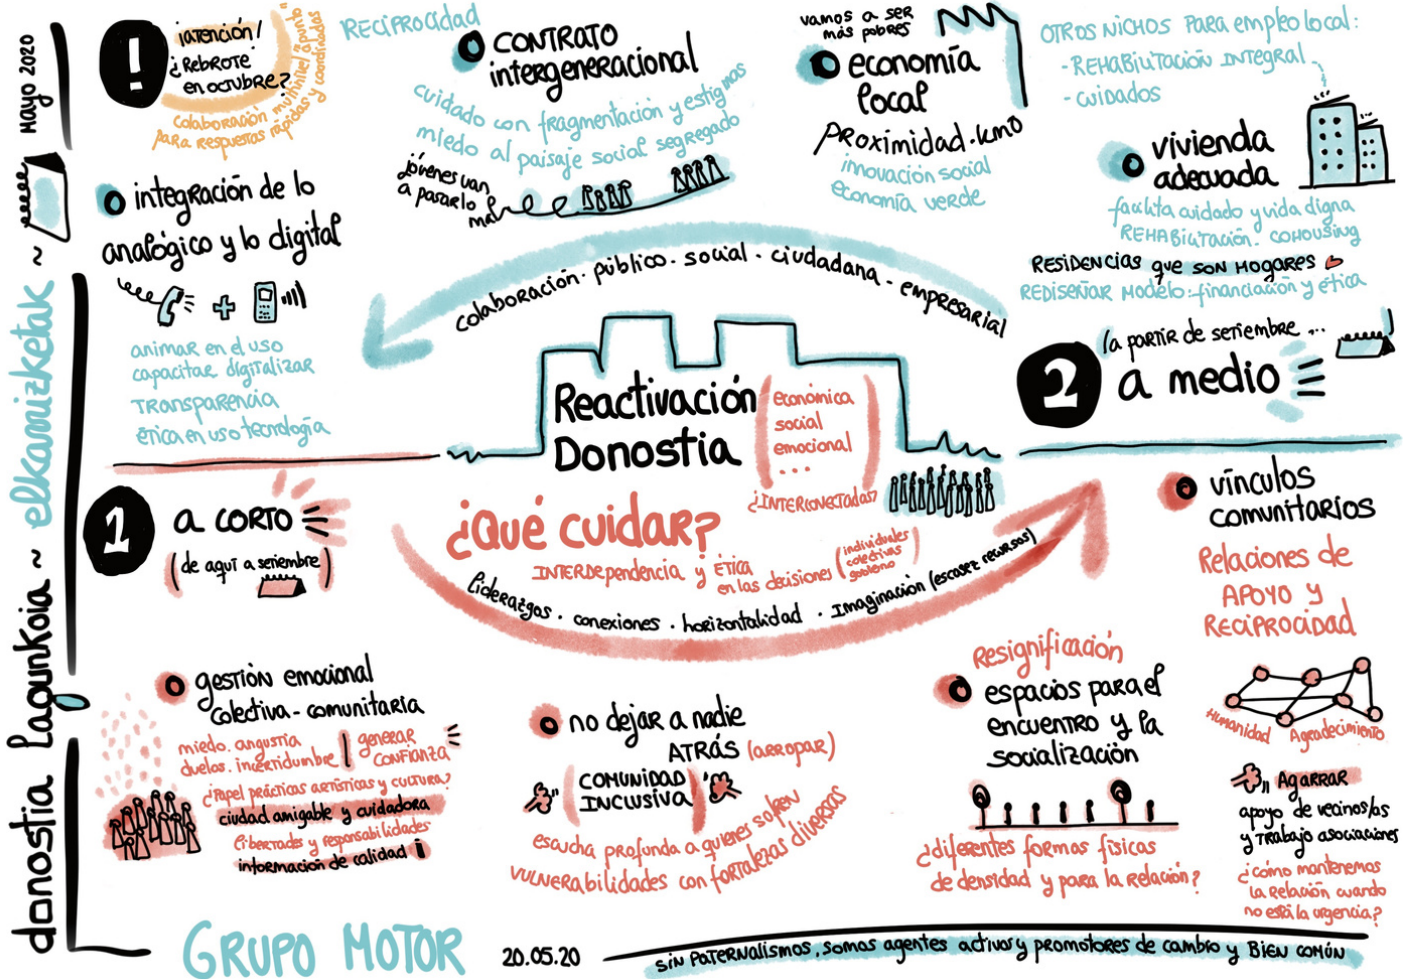 donostia lagunkoia ~ elkarrizketak ~
MAYO 2020
!
¡ATENCIÓN!
¿REBROTE
EN OCTUBRE?
colaboración multinivel "a punto"
PARA RESPUESTAS RÁPIDAS y coordinadas
integración de lo
analógico y lo digital
animar en el uso
capacitar digitalizar
TRANSPARENCIA
ética en uso tecnología
RECIPROCIDAD
CONTRATO
intergeneracional
cuidado con fragmentación y estigmas
miedo al paisaje social segregado
jóvenes van
a pasarlo
mal
vamos a ser
más pobres
economía
local
PROXIMIDAD · km0
innovación social
economía verde
OTROS NICHOS PARA empleo local:
- REHABILITACIÓN INTEGRAL
- CUIDADOS
vivienda
adecuada
facilita cuidado y vida digna
REHABILITACIÓN. COHOUSING
RESIDENCIAS que SON HOGARES
REDISEÑAR MODELO: financiación y ética
2
(a partir de setiembre...
a medio
colaboración · público · social · ciudadana - empresarial
Reactivación
Donostia
(económica
social
emocional
...)
¿INTERCONECTADAS?
¿Qué cuidar?
INTERDEPENDENCIA y ÉTICA
en las decisiones (individuales
colectivas
gobierno)
liderazgos · conexiones · horizontalidad · Imaginación (escasez recursos)
1
a CORTO
(de aquí a setiembre)
gestión emocional
colectiva - comunitaria
miedo. angustia
duelos. incertidumbre
generar
CONFIANZA
¿Papel prácticas artísticas y cultura?
ciudad amigable y cuidadora
libertades y responsabilidades
información de calidad i
no dejar a nadie
ATRÁS (ARROPAR)
(COMUNIDAD
INCLUSIVA)
escucha profunda a quienes sufren
VULNERABILIDADES con FORTALEZAS diversas
Resignificación
espacios para el
encuentro y la
socialización
¿diferentes formas físicas
de densidad y para la relación?
vínculos
comunitarios
Relaciones de
APOYO y
RECIPROCIDAD
Humanidad
Agradecimiento
AGARRAR
apoyo de vecinos/as
y TRABAJO asociaciones
¿cómo mantenemos
la relación cuando
no está la urgencia?
GRUPO MOTOR
20.05.20
SIN PATERNALISMOS, somos agentes activos y promotores de cambio y BIEN COMÚN